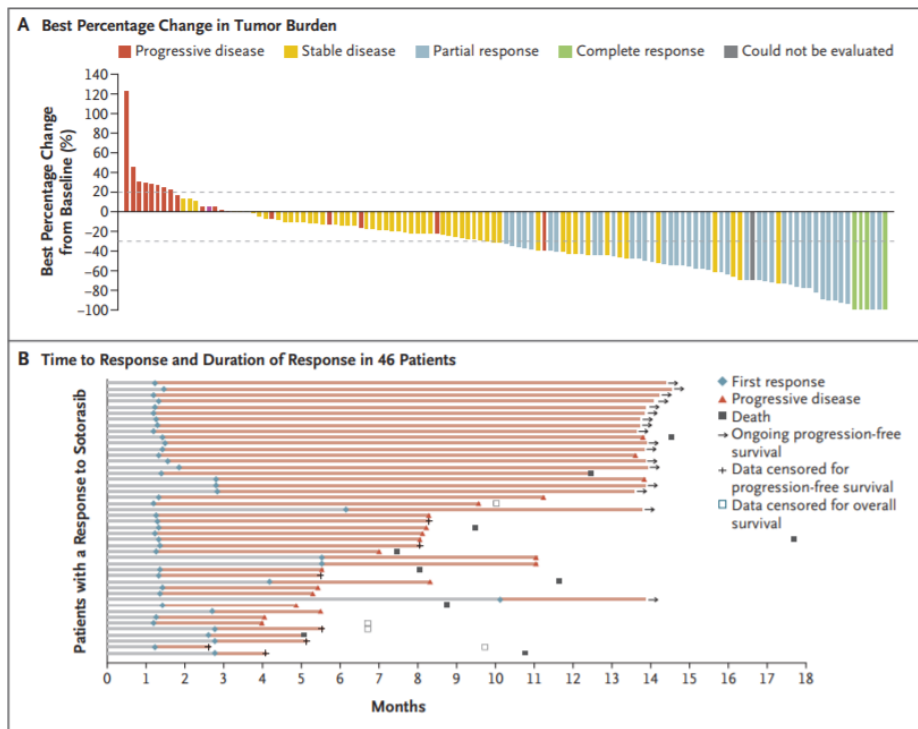 A Best Percentage Change in Tumor Burden
Progressive disease Stable disease Partial response Complete response Could not be evaluated
Best Percentage Change
from Baseline (%)
140
120
100
80
60
40
20
0
−20
−40
−60
−80
−100
B Time to Response and Duration of Response in 46 Patients
Patients with a Response to Sotorasib
First response
Progressive disease
Death
Ongoing progression-free
survival
Data censored for
progression-free survival
Data censored for overall
survival
0 1 2 3 4 5 6 7 8 9 10 11 12 13 14 15 16 17 18
Months